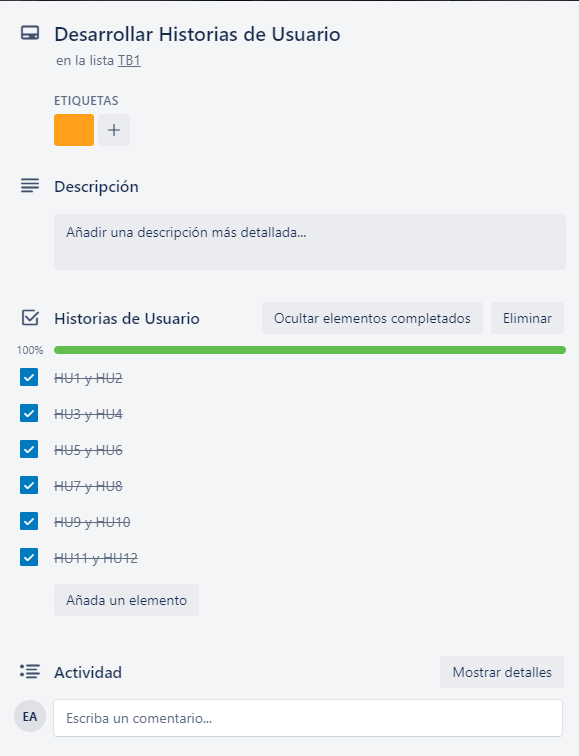 Desarrollar Historias de Usuario
en la lista TB1
ETIQUETAS
+
Descripción
Añadir una descripción más detallada...
Historias de Usuario
Ocultar elementos completados
Eliminar
100%
HU1 y HU2
HU3 y HU4
HU5 y HU6
HU7 y HU8
HU9 y HU10
HU11 y HU12
Añada un elemento
Actividad
Mostrar detalles
EA
Escriba un comentario...